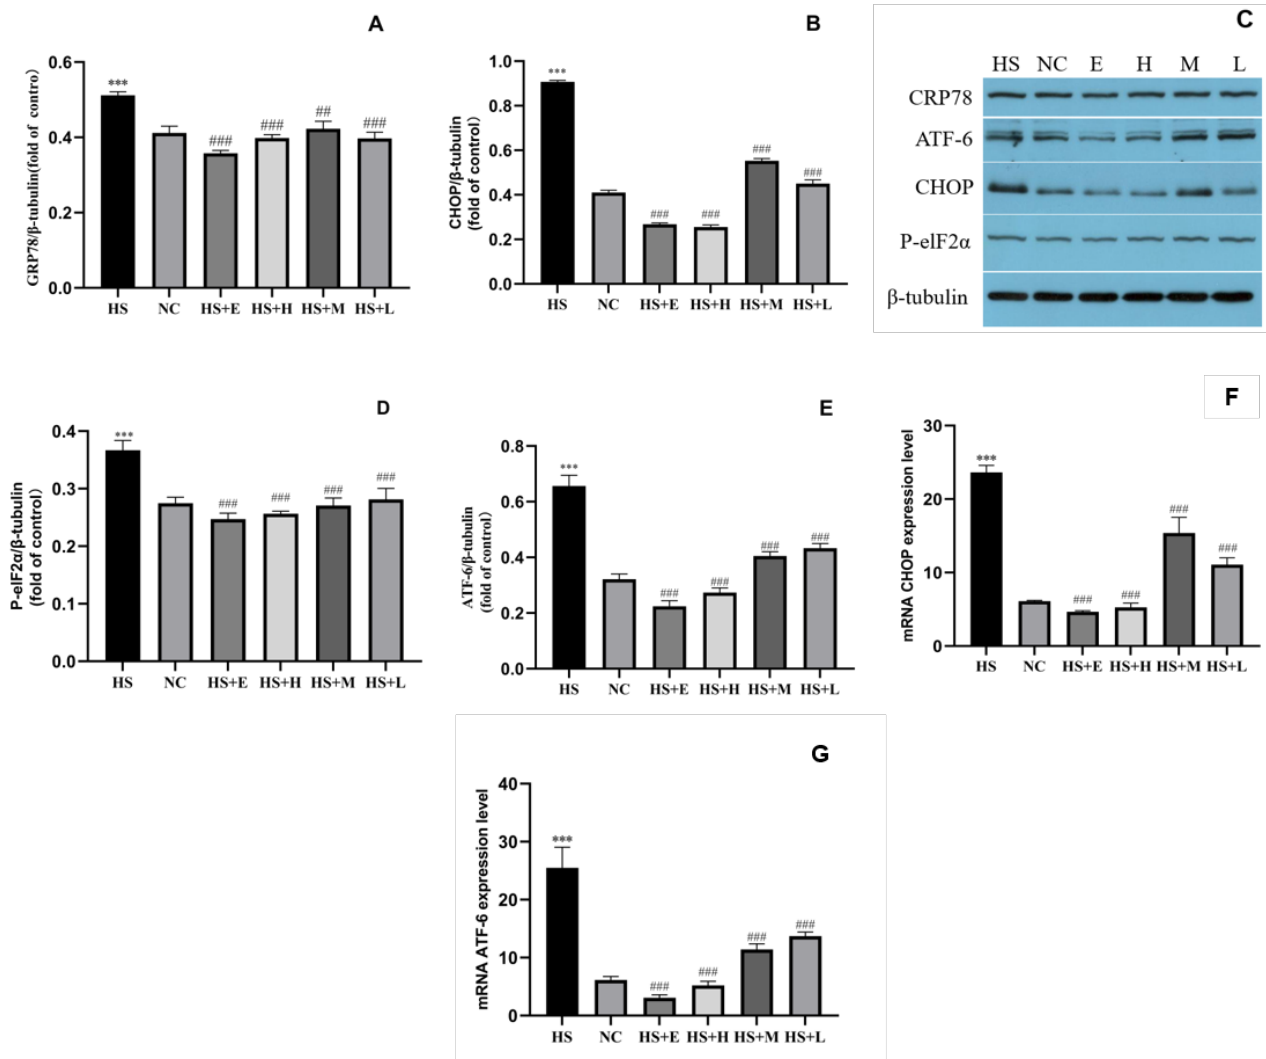 A
GRP78/β-tubulin(fold of contro)
0.6
0.4
0.2
0.0
***
###
###
##
###
HS NC HS+E HS+H HS+M HS+L
B
CHOP/β-tubulin
(fold of control)
1.0
0.8
0.6
0.4
0.2
0.0
***
###
###
###
###
HS NC HS+E HS+H HS+M HS+L
C
HS NC E H M L
CRP78
ATF-6
CHOP
P-eIF2α
β-tubulin
D
P-eIF2α/β-tubulin
(fold of control)
0.4
0.3
0.2
0.1
0.0
***
###
###
###
###
HS NC HS+E HS+H HS+M HS+L
E
ATF-6/β-tubulin
(fold of control)
0.8
0.6
0.4
0.2
0.0
***
###
###
###
###
HS NC HS+E HS+H HS+M HS+L
F
mRNA CHOP expression level
30
20
10
0
***
###
###
###
###
HS NC HS+E HS+H HS+M HS+L
G
mRNA ATF-6 expression level
40
30
20
10
0
***
###
###
###
###
HS NC HS+E HS+H HS+M HS+L